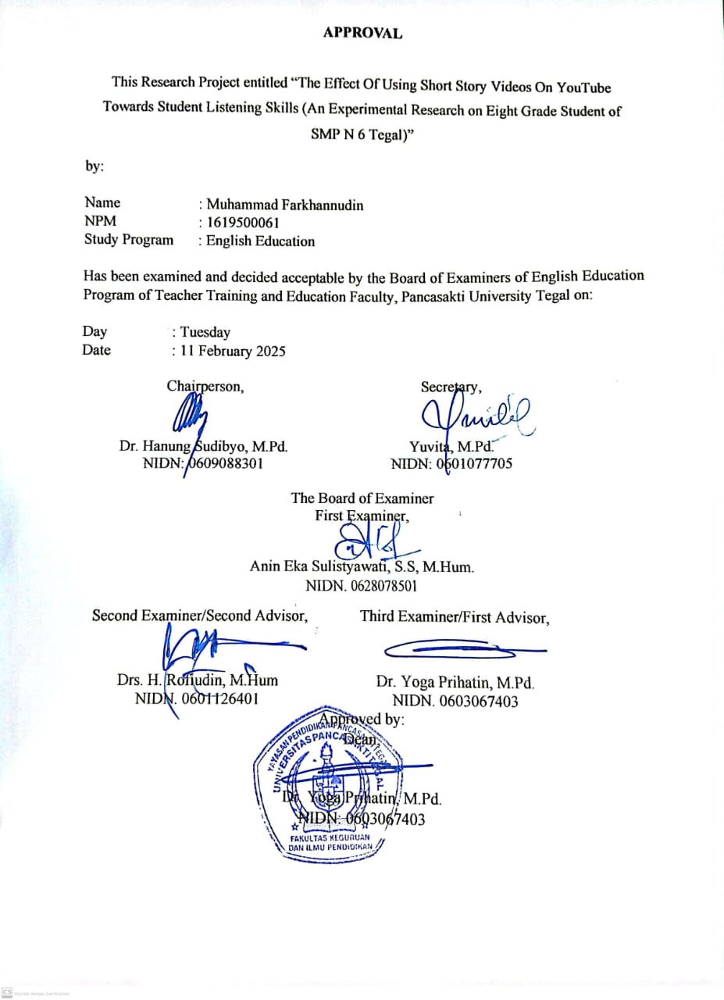 APPROVAL
This Research Project entitled “The Effect Of Using Short Story Videos On YouTube
Towards Student Listening Skills (An Experimental Research on Eight Grade Student of
SMP N 6 Tegal)”
by:
Name : Muhammad Farkhannudin
NPM : 1619500061
Study Program : English Education
Has been examined and decided acceptable by the Board of Examiners of English Education
Program of Teacher Training and Education Faculty, Pancasakti University Tegal on:
Day : Tuesday
Date : 11 February 2025
Chairperson, Secretary,
Dr. Hanung Sudibyo, M.Pd. Yuvita, M.Pd.
NIDN: 0609088301 NIDN: 0601077705
The Board of Examiner
First Examiner,
Anin Eka Sulistyawati, S.S, M.Hum.
NIDN. 0628078501
Second Examiner/Second Advisor, Third Examiner/First Advisor,
Drs. H. Rofiudin, M.Hum Dr. Yoga Prihatin, M.Pd.
NIDN. 0601126401 NIDN. 0603067403
Approved by:
Dean,
YAYASAN PENDIDIKAN PANCASAKTI TEGAL
UNIVERSITAS PANCASAKTI TEGAL
Dr. Yoga Prihatin, M.Pd.
NIDN: 0603067403
FAKULTAS KEGURUAN
DAN ILMU PENDIDIKAN
CS Dipindai dengan CamScanner